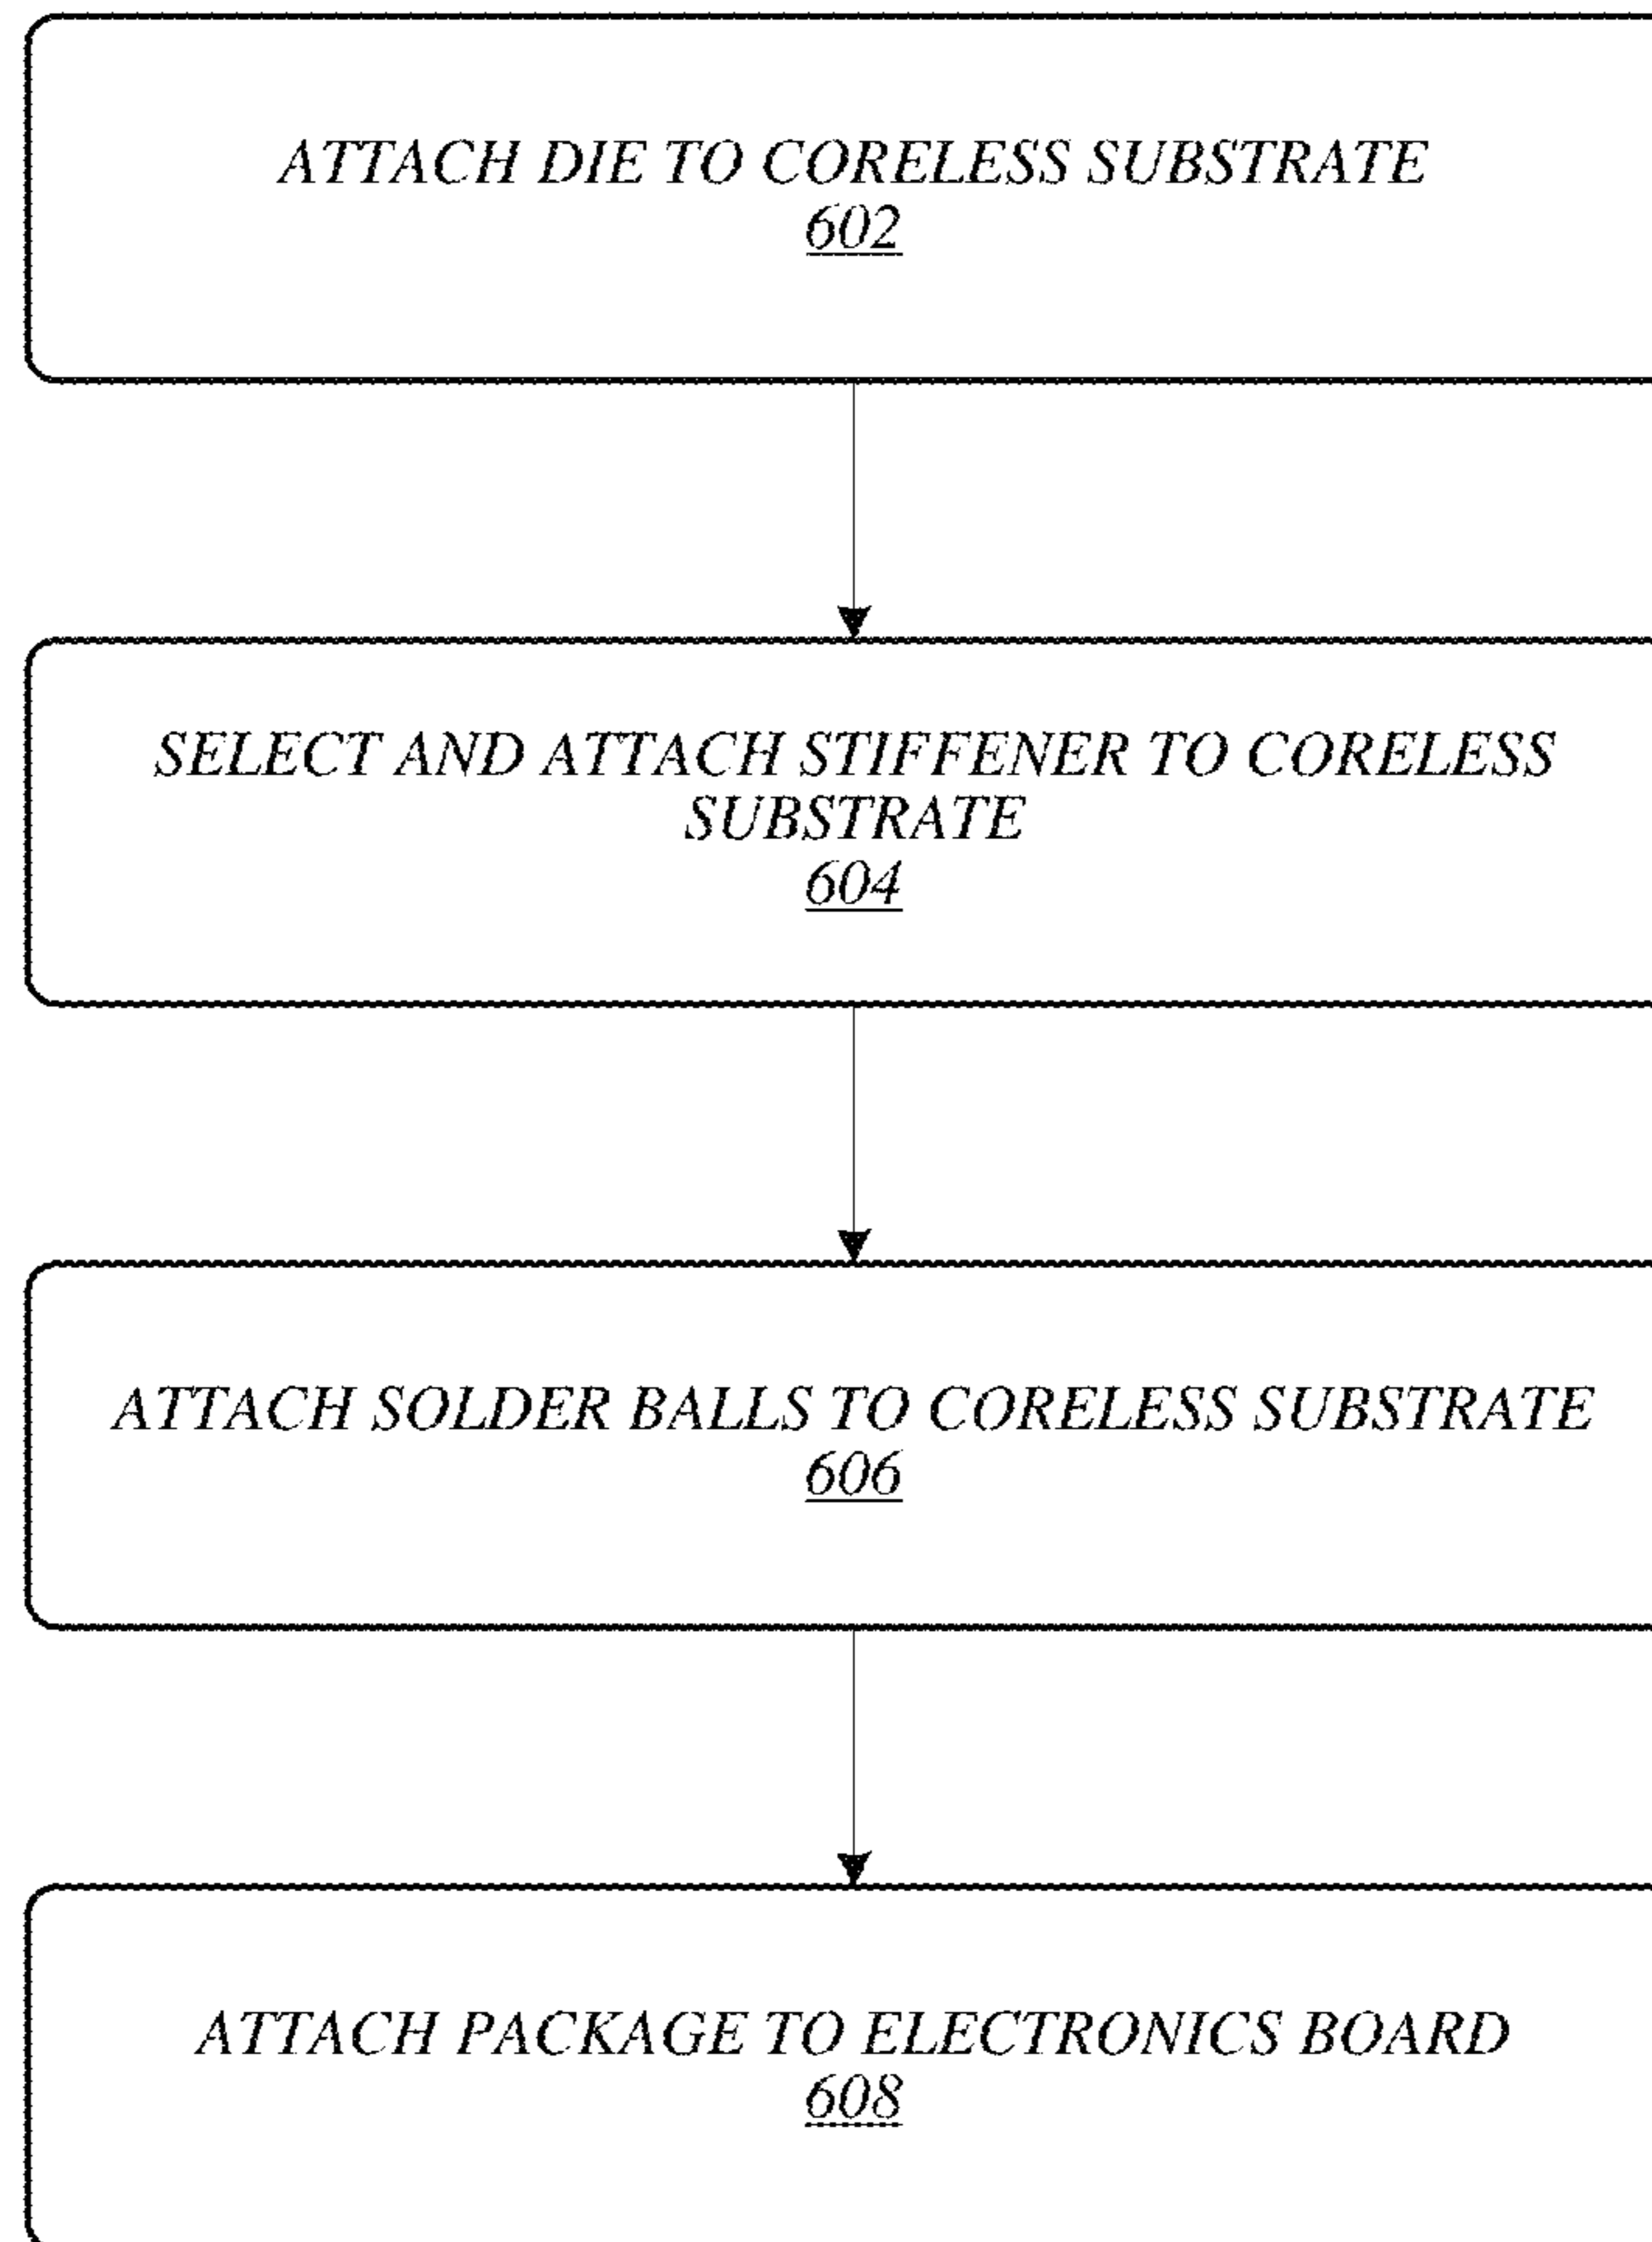 ATTACH DIE TO CORELESS SUBSTRATE
602
SELECT AND ATTACH STIFFENER TO CORELESS
SUBSTRATE
604
ATTACH SOLDER BALLS TO CORELESS SUBSTRATE
606
ATTACH PACKAGE TO ELECTRONICS BOARD
608